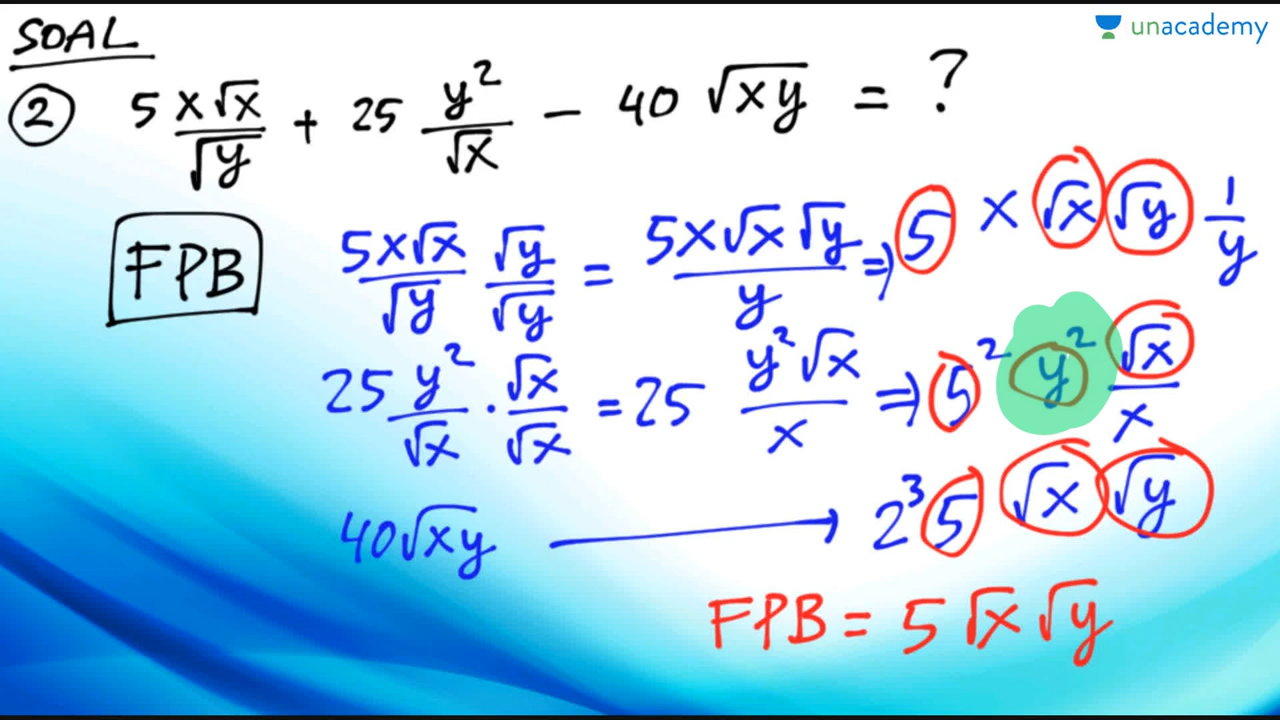 unacademy
SOAL
② 5 x√x/√y + 25 y²/√x − 40 √xy = ?
FPB
5x√x/√y √y/√y = 5x√x√y/y ⇒ 5 x √x √y 1/y
25 y²/√x · √x/√x = 25 y²√x/x ⇒ 5² y² √x/x
40√xy → 2³ 5 √x √y
FPB = 5 √x √y